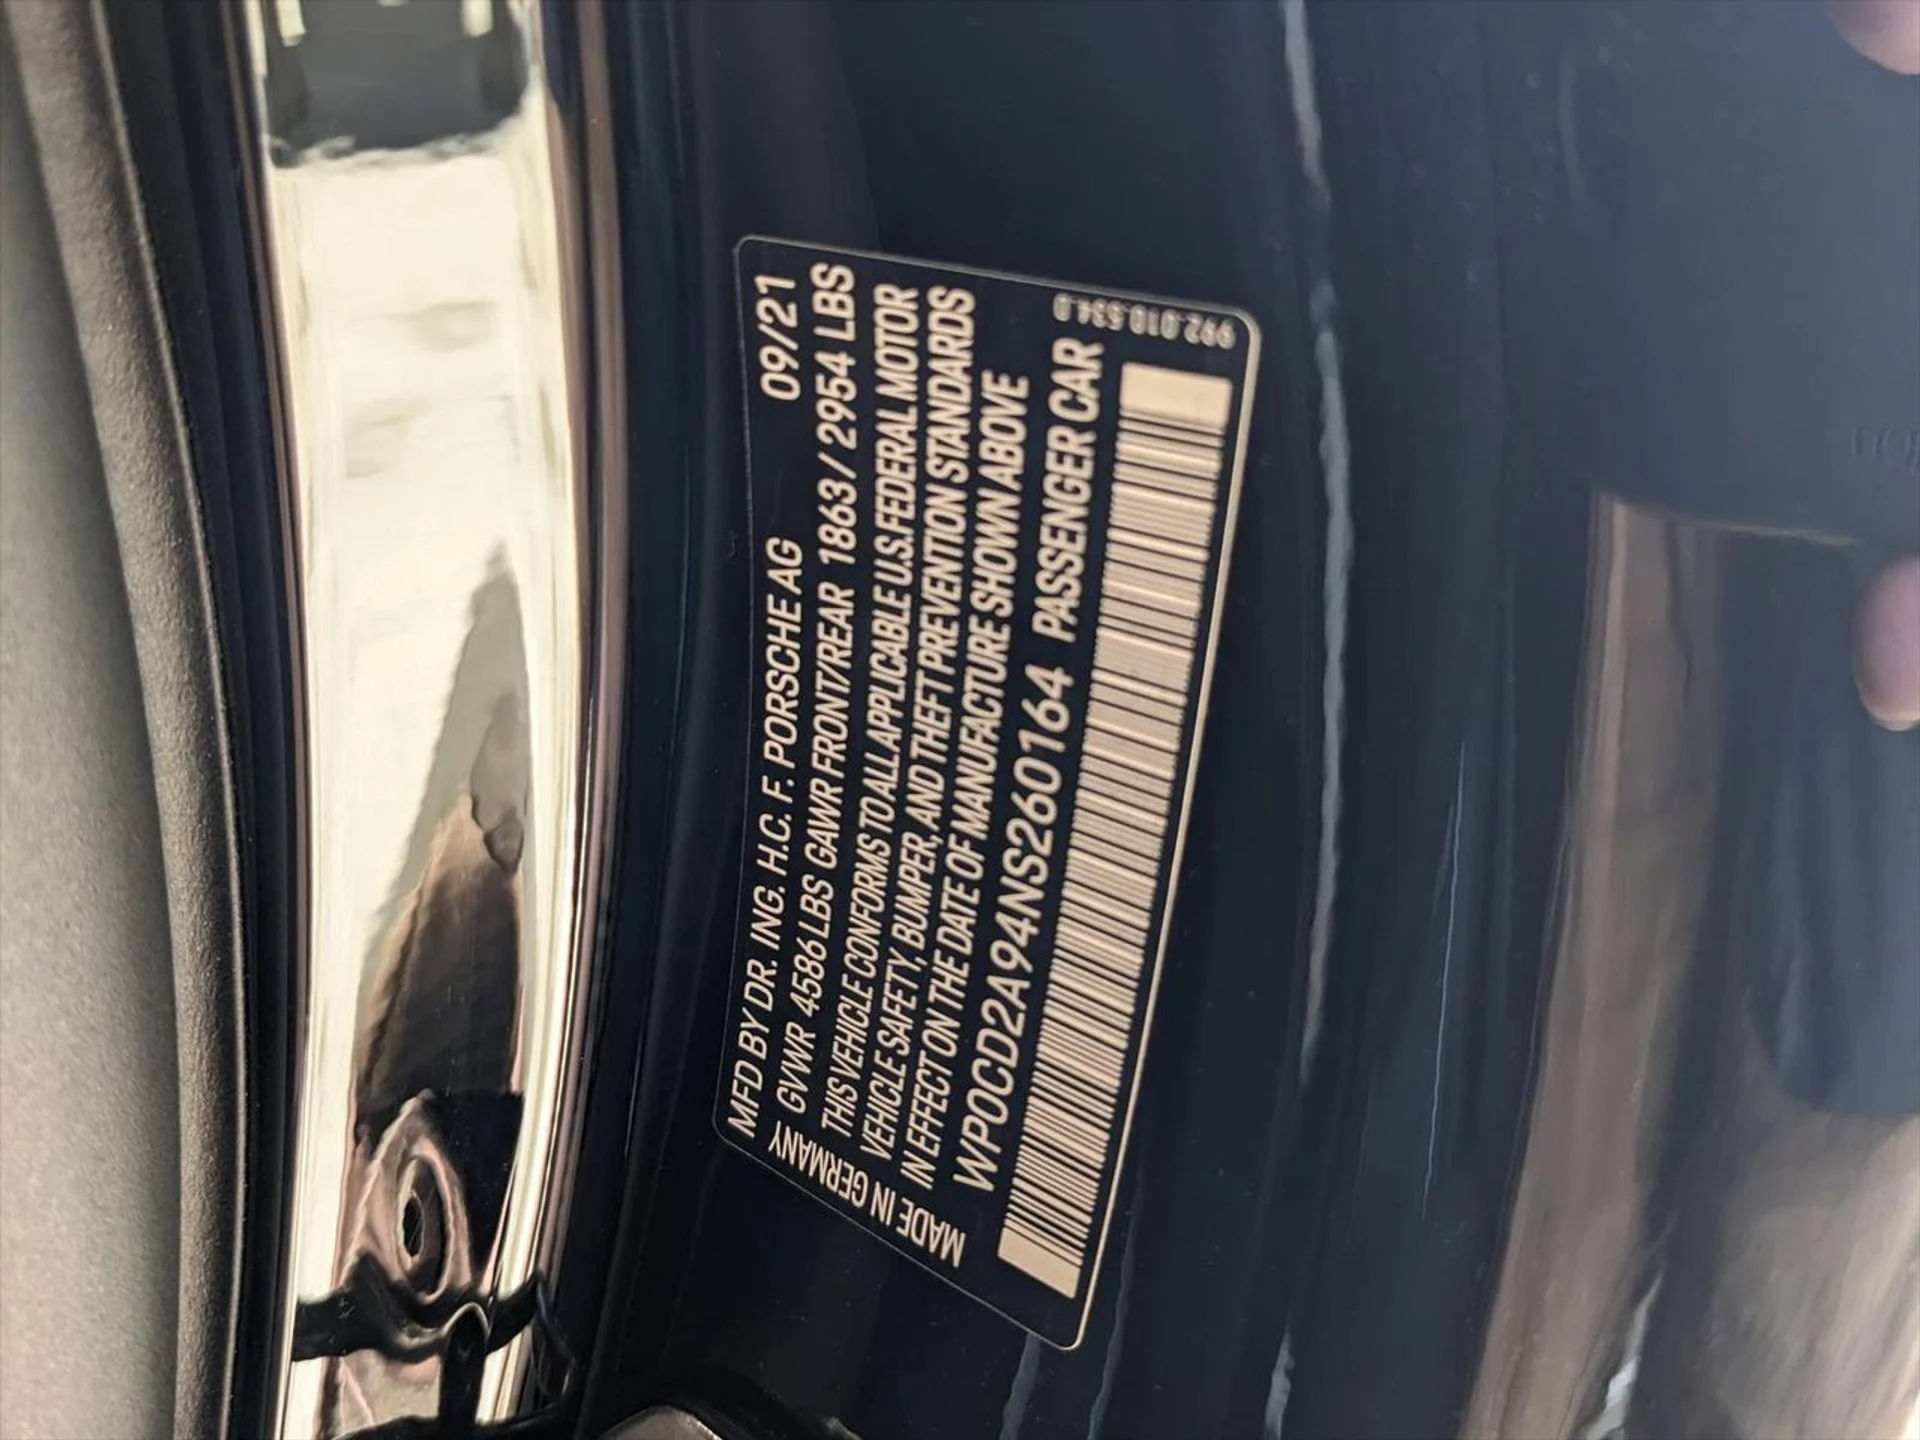 MFD BY DR. ING. H.C. F. PORSCHE AG 09/21
GVWR 4586 LBS GAWR FRONT/REAR 1863 / 2954 LBS
THIS VEHICLE CONFORMS TO ALL APPLICABLE U.S. FEDERAL MOTOR
VEHICLE SAFETY, BUMPER, AND THEFT PREVENTION STANDARDS
IN EFFECT ON THE DATE OF MANUFACTURE SHOWN ABOVE
WP0CD2A94NS260164 PASSENGER CAR
MADE IN GERMANY
992.010.534.D